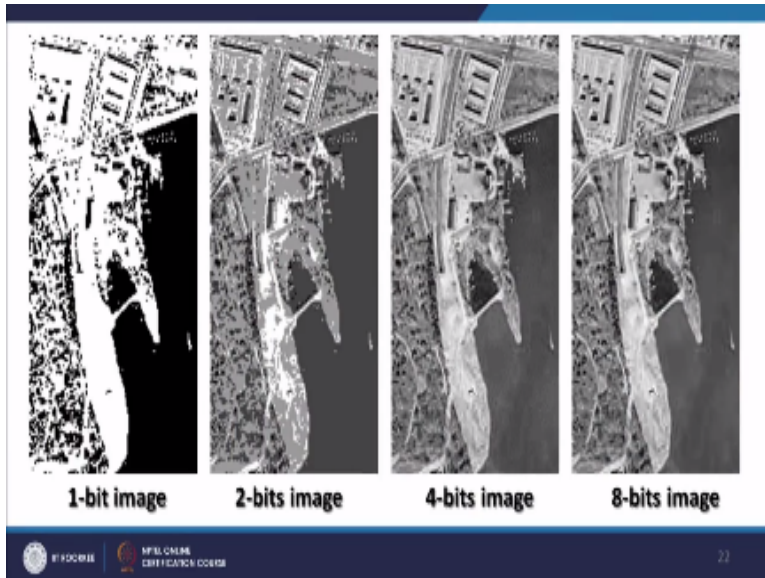 1-bit image
2-bits image
4-bits image
8-bits image
IIT ROORKEE
NPTEL ONLINE
CERTIFICATION COURSE
22